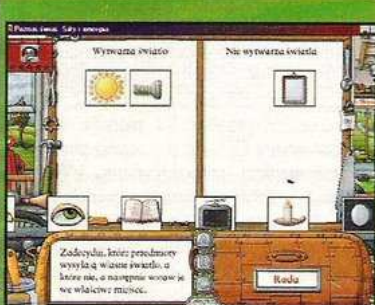 Poznać świat. Siły i energia
Wytwarza światło
Nie wytwarza światła
Zadecyduj, które przedmioty
wysyłają własne światło, a
które nie, a następnie wstaw je
we właściwe miejsce.
Rada